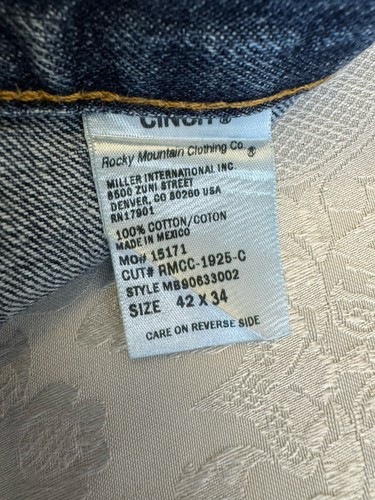 CINCH®
Rocky Mountain Clothing Co. ®
MILLER INTERNATIONAL INC.
8500 ZUNI STREET
DENVER, CO 80260 USA
RN17901
100% COTTON/COTON
MADE IN MEXICO
MO# 15171
CUT# RMCC-1925-C
STYLE MB90633002
SIZE 42 X 34
CARE ON REVERSE SIDE